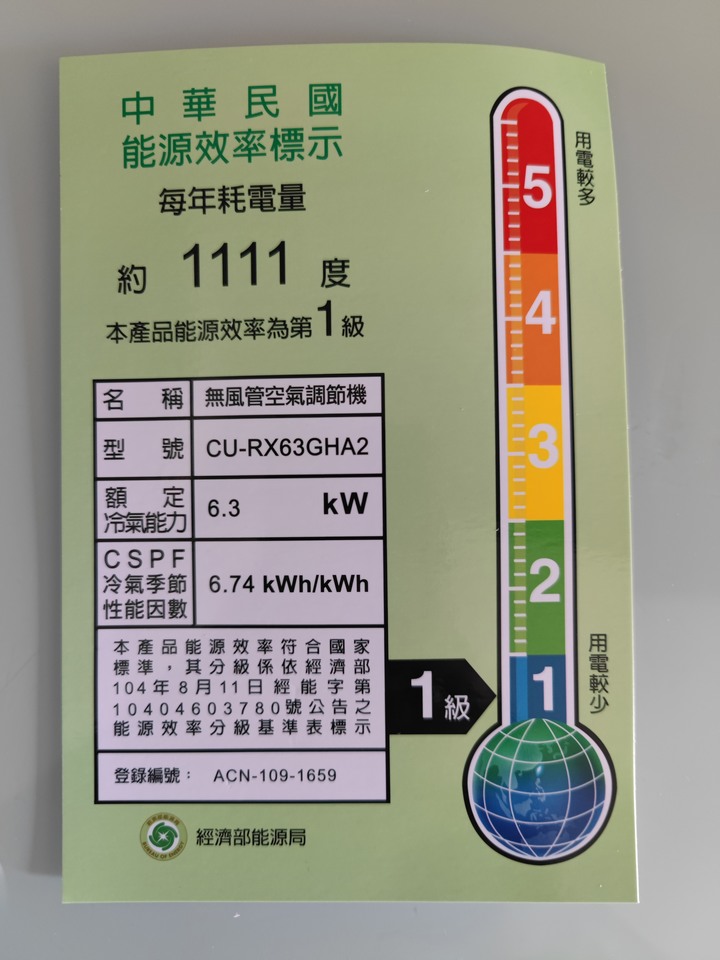 中華民國
能源效率標示
每年耗電量
約 1111 度
本產品能源效率為第1級
名稱 無風管空氣調節機
型號 CU-RX63GHA2
額定
冷氣能力 6.3 kW
CSPF
冷氣季節
性能因數 6.74 kWh/kWh
本產品能源效率符合國家
標準，其分級係依經濟部
104年8月11日經能字第
10404603780號公告之
能源效率分級基準表標示
登錄編號： ACN-109-1659
經濟部能源局
BUREAU OF ENERGY
用電較多
5
4
3
2
1
用電較少
1級